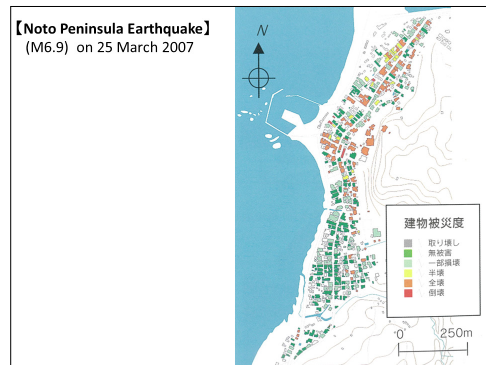 【Noto Peninsula Earthquake】
(M6.9) on 25 March 2007
N
建物被災度
取り壊し
無被害
一部損壊
半壊
全壊
倒壊
0 250m